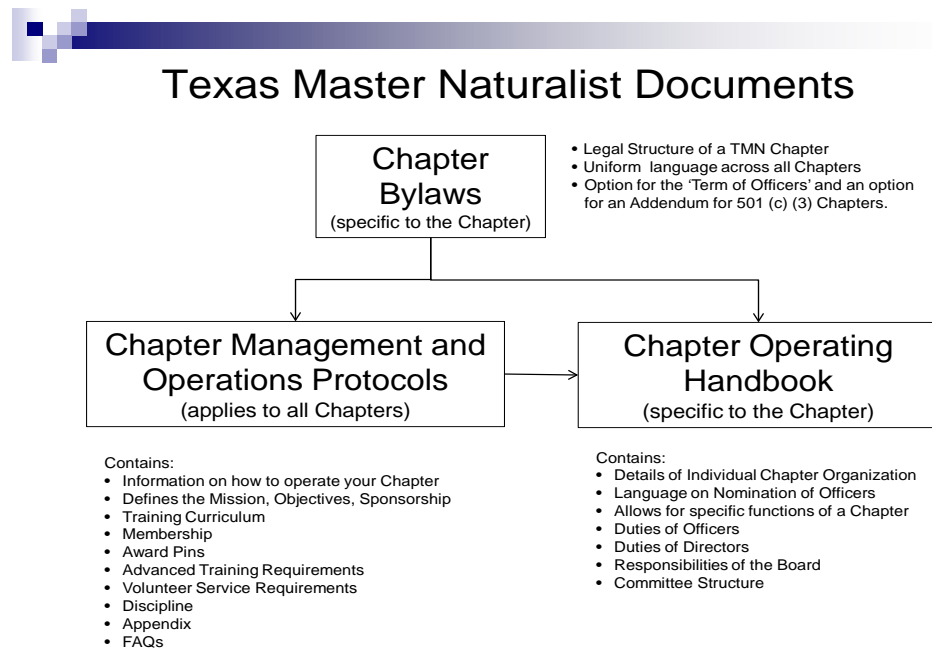 Texas Master Naturalist Documents
Chapter
Bylaws
(specific to the Chapter)
• Legal Structure of a TMN Chapter
• Uniform language across all Chapters
• Option for the ‘Term of Officers’ and an option
for an Addendum for 501 (c) (3) Chapters.
Chapter Management and
Operations Protocols
(applies to all Chapters)
Chapter Operating
Handbook
(specific to the Chapter)
Contains:
• Information on how to operate your Chapter
• Defines the Mission, Objectives, Sponsorship
• Training Curriculum
• Membership
• Award Pins
• Advanced Training Requirements
• Volunteer Service Requirements
• Discipline
• Appendix
• FAQs
Contains:
• Details of Individual Chapter Organization
• Language on Nomination of Officers
• Allows for specific functions of a Chapter
• Duties of Officers
• Duties of Directors
• Responsibilities of the Board
• Committee Structure